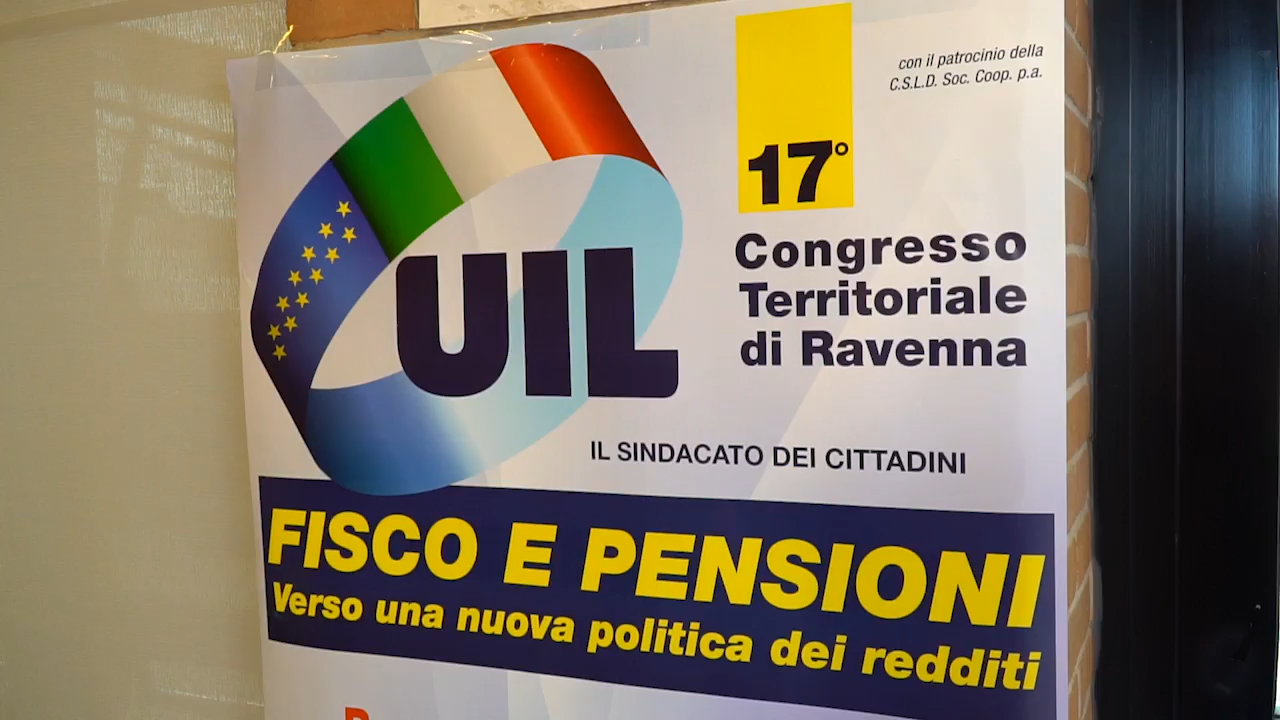 con il patrocinio della
C.S.L.D. Soc. Coop. p.a.
17°
Congresso
Territoriale
di Ravenna
UIL
IL SINDACATO DEI CITTADINI
FISCO E PENSIONI
Verso una nuova politica dei redditi